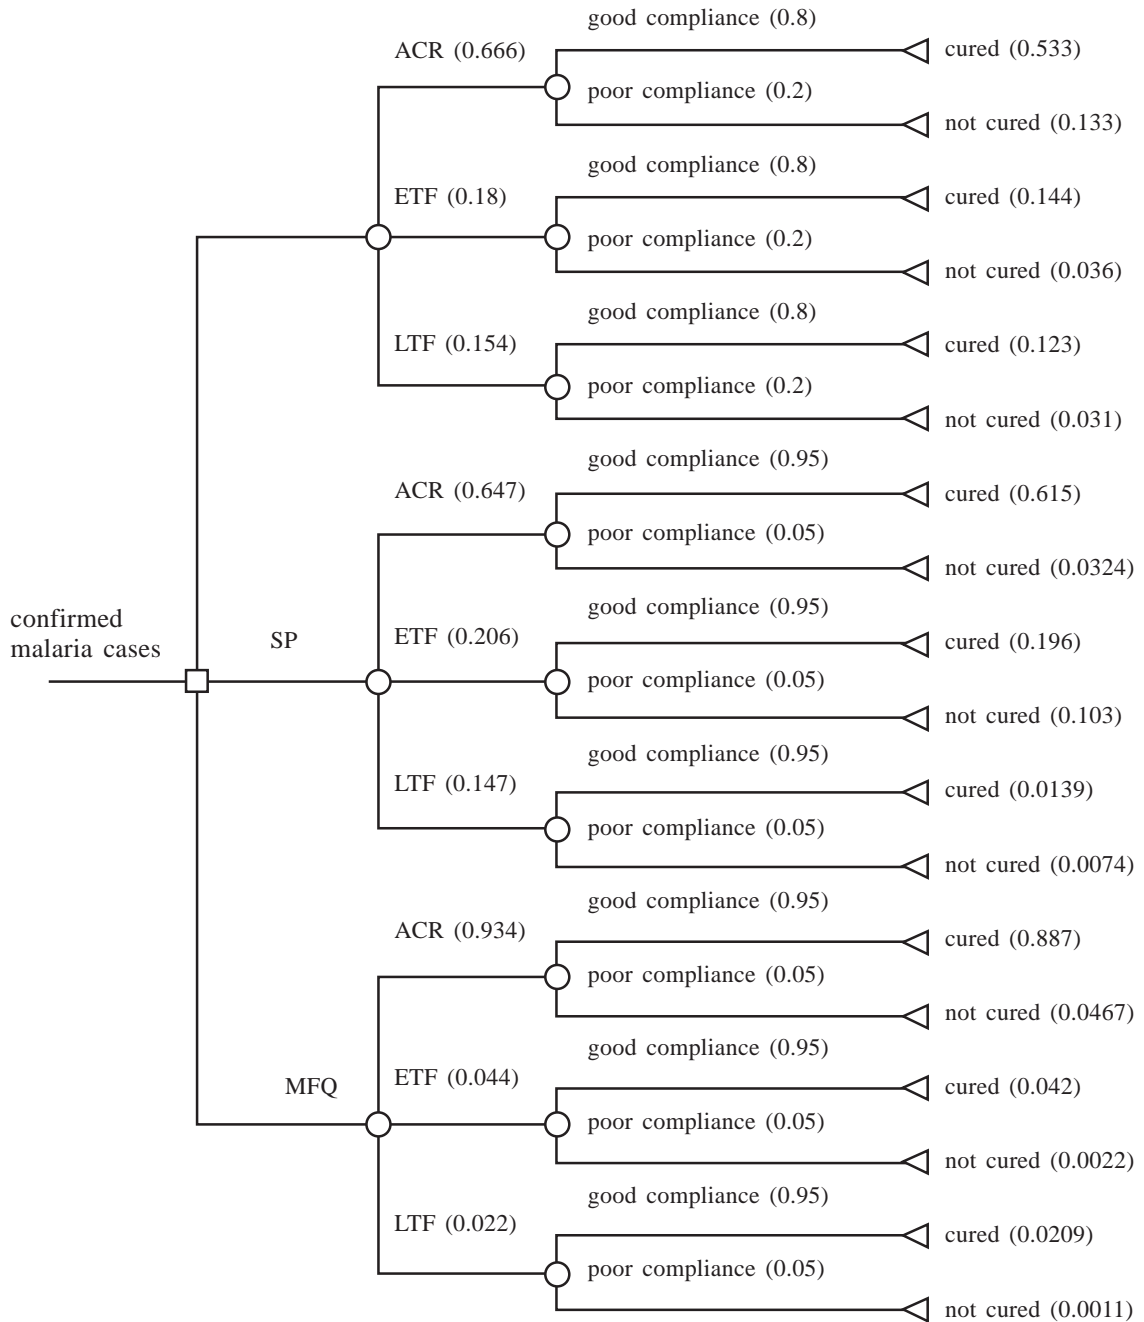 good compliance (0.8)
ACR (0.666)
cured (0.533)
poor compliance (0.2)
not cured (0.133)
good compliance (0.8)
ETF (0.18)
cured (0.144)
poor compliance (0.2)
not cured (0.036)
good compliance (0.8)
LTF (0.154)
cured (0.123)
poor compliance (0.2)
not cured (0.031)
good compliance (0.95)
ACR (0.647)
cured (0.615)
poor compliance (0.05)
not cured (0.0324)
confirmed
malaria cases
SP
good compliance (0.95)
ETF (0.206)
cured (0.196)
poor compliance (0.05)
not cured (0.103)
good compliance (0.95)
LTF (0.147)
cured (0.0139)
poor compliance (0.05)
not cured (0.0074)
good compliance (0.95)
ACR (0.934)
cured (0.887)
poor compliance (0.05)
not cured (0.0467)
MFQ
good compliance (0.95)
ETF (0.044)
cured (0.042)
poor compliance (0.05)
not cured (0.0022)
good compliance (0.95)
LTF (0.022)
cured (0.0209)
poor compliance (0.05)
not cured (0.0011)